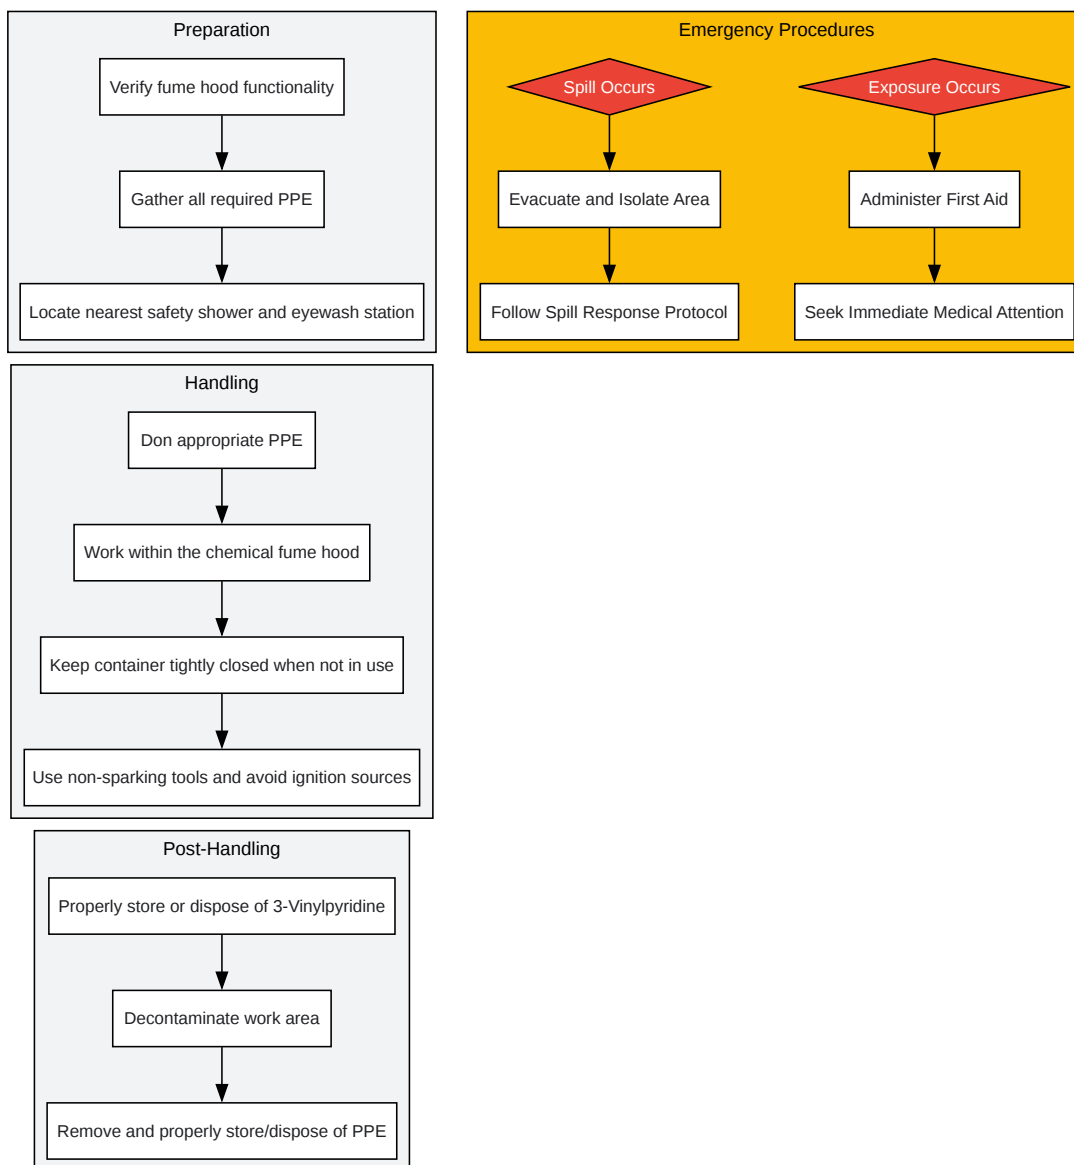 Preparation
Verify fume hood functionality
Gather all required PPE
Locate nearest safety shower and eyewash station
Emergency Procedures
Spill Occurs
Evacuate and Isolate Area
Follow Spill Response Protocol
Exposure Occurs
Administer First Aid
Seek Immediate Medical Attention
Handling
Don appropriate PPE
Work within the chemical fume hood
Keep container tightly closed when not in use
Use non-sparking tools and avoid ignition sources
Post-Handling
Properly store or dispose of 3-Vinylpyridine
Decontaminate work area
Remove and properly store/dispose of PPE